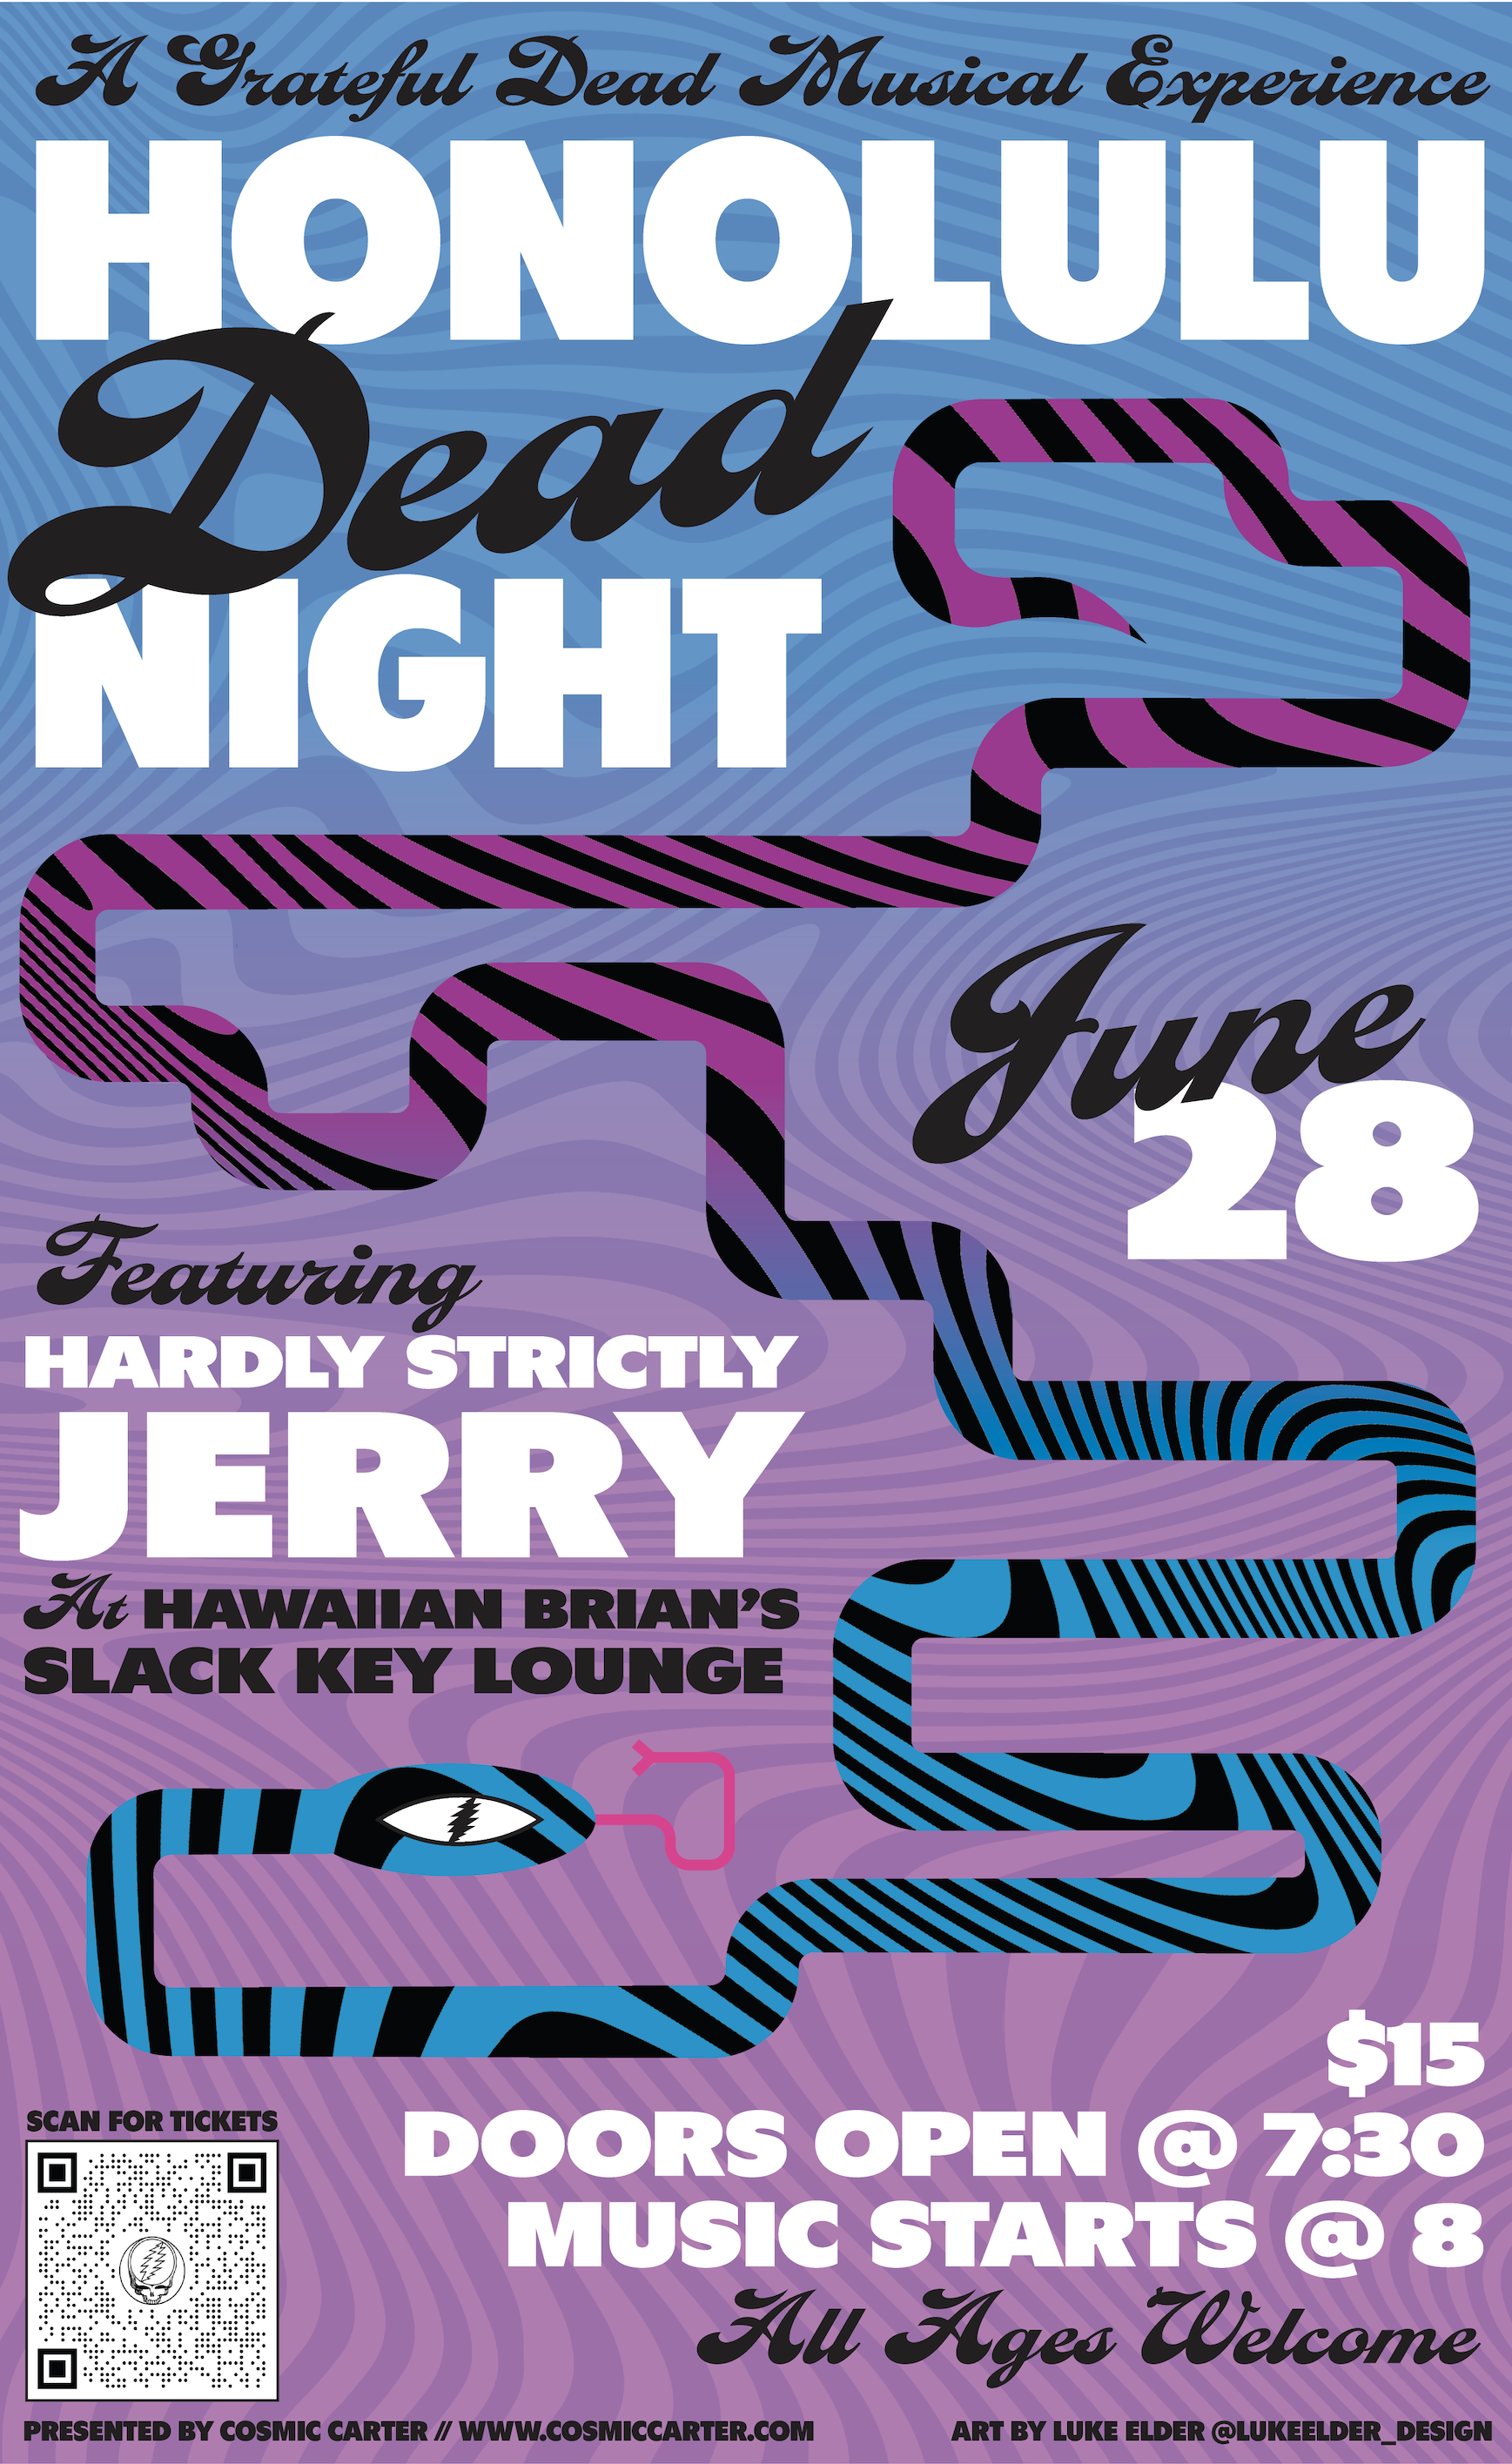 A Grateful Dead Musical Experience
HONOLULU
Dead
NIGHT
June
28
Featuring
HARDLY STRICTLY
JERRY
At HAWAIIAN BRIAN'S
SLACK KEY LOUNGE
$15
DOORS OPEN @ 7:30
MUSIC STARTS @ 8
All Ages Welcome
SCAN FOR TICKETS
PRESENTED BY COSMIC CARTER // WWW.COSMICCARTER.COM
ART BY LUKE ELDER @LUKEELDER_DESIGN